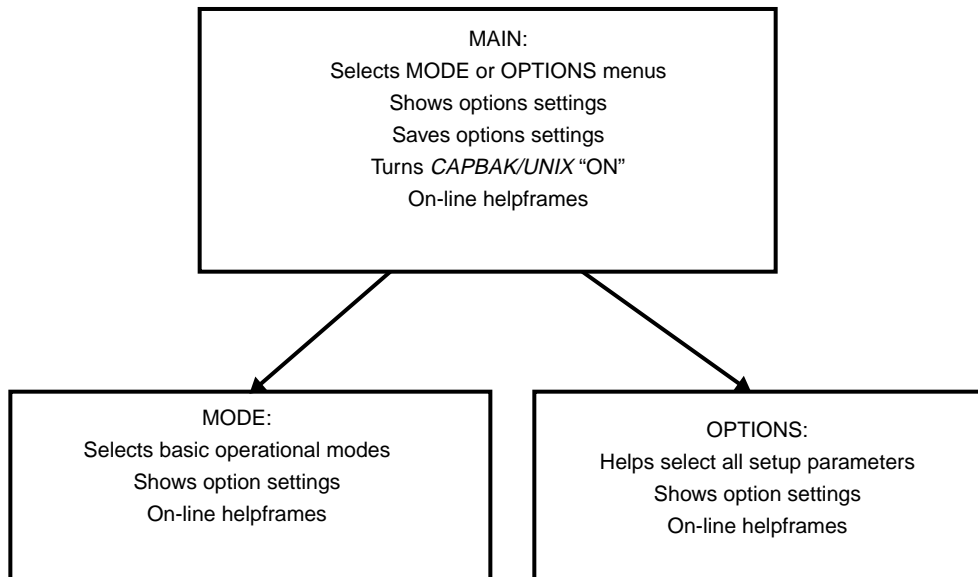 MAIN:
Selects MODE or OPTIONS menus
Shows options settings
Saves options settings
Turns CAPBAK/UNIX “ON”
On-line helpframes
MODE:
Selects basic operational modes
Shows option settings
On-line helpframes
OPTIONS:
Helps select all setup parameters
Shows option settings
On-line helpframes